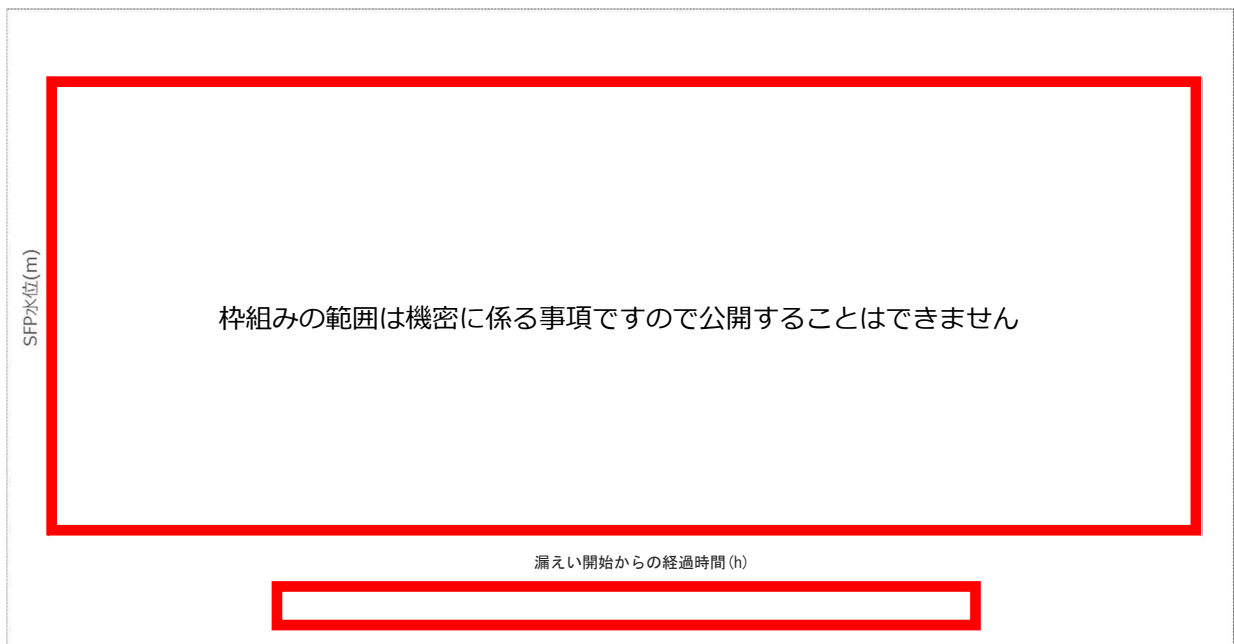 SFP水位(m)
枠組みの範囲は機密に係る事項ですので公開することはできません
漏えい開始からの経過時間(h)